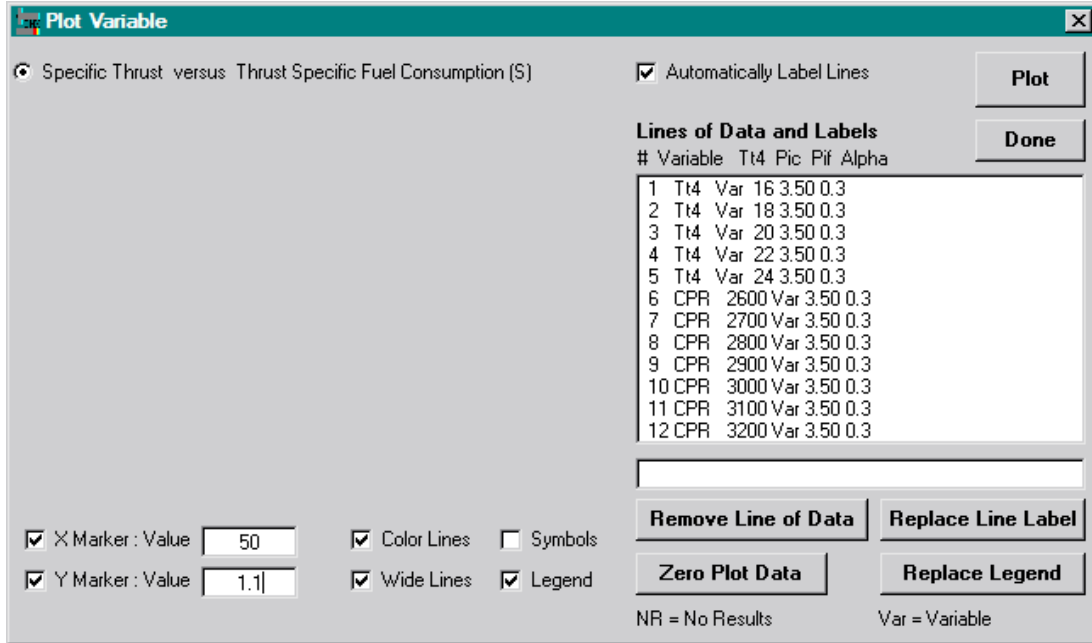 Plot Variable
Specific Thrust versus Thrust Specific Fuel Consumption (S)
Automatically Label Lines
Plot
Done
Lines of Data and Labels
# Variable Tt4 Pic Pif Alpha
1 Tt4 Var 16 3.50 0.3
2 Tt4 Var 18 3.50 0.3
3 Tt4 Var 20 3.50 0.3
4 Tt4 Var 22 3.50 0.3
5 Tt4 Var 24 3.50 0.3
6 CPR 2600 Var 3.50 0.3
7 CPR 2700 Var 3.50 0.3
8 CPR 2800 Var 3.50 0.3
9 CPR 2900 Var 3.50 0.3
10 CPR 3000 Var 3.50 0.3
11 CPR 3100 Var 3.50 0.3
12 CPR 3200 Var 3.50 0.3
X Marker : Value 50
Color Lines
Symbols
Y Marker : Value 1.1
Wide Lines
Legend
Remove Line of Data
Replace Line Label
Zero Plot Data
Replace Legend
NR = No Results
Var = Variable